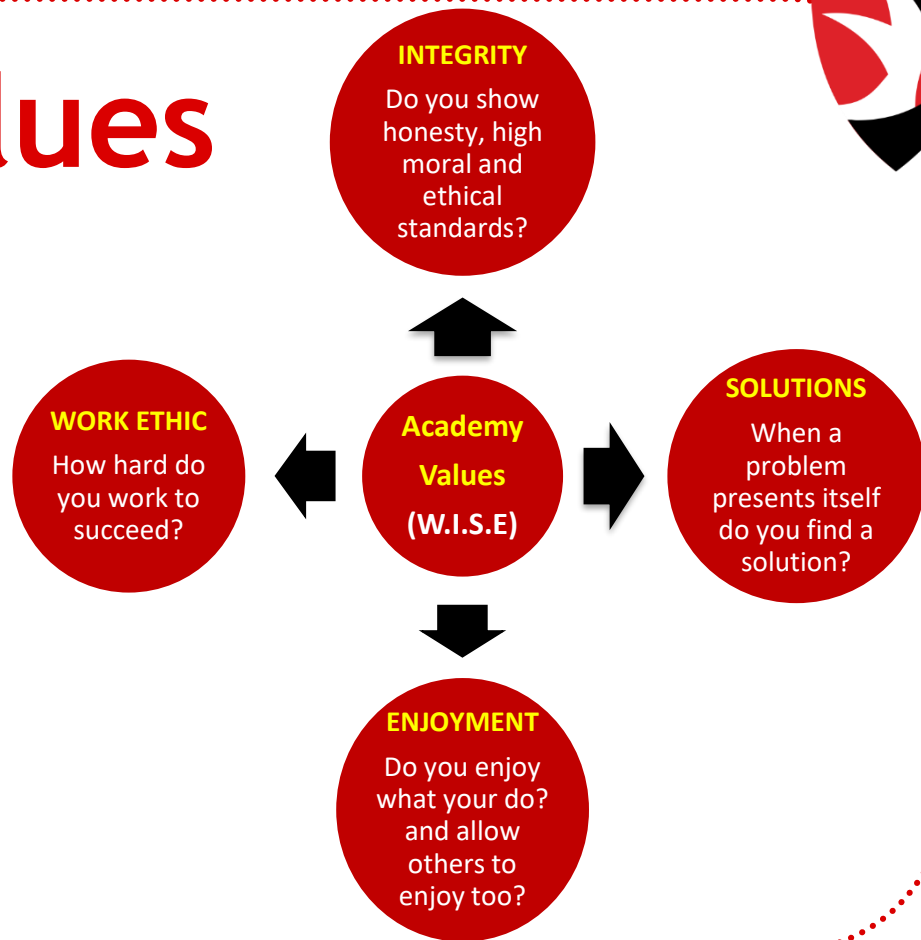 lues
INTEGRITY
Do you show
honesty, high
moral and
ethical
standards?
WORK ETHIC
How hard do
you work to
succeed?
Academy
Values
(W.I.S.E)
SOLUTIONS
When a
problem
presents itself
do you find a
solution?
ENJOYMENT
Do you enjoy
what your do?
and allow
others to
enjoy too?